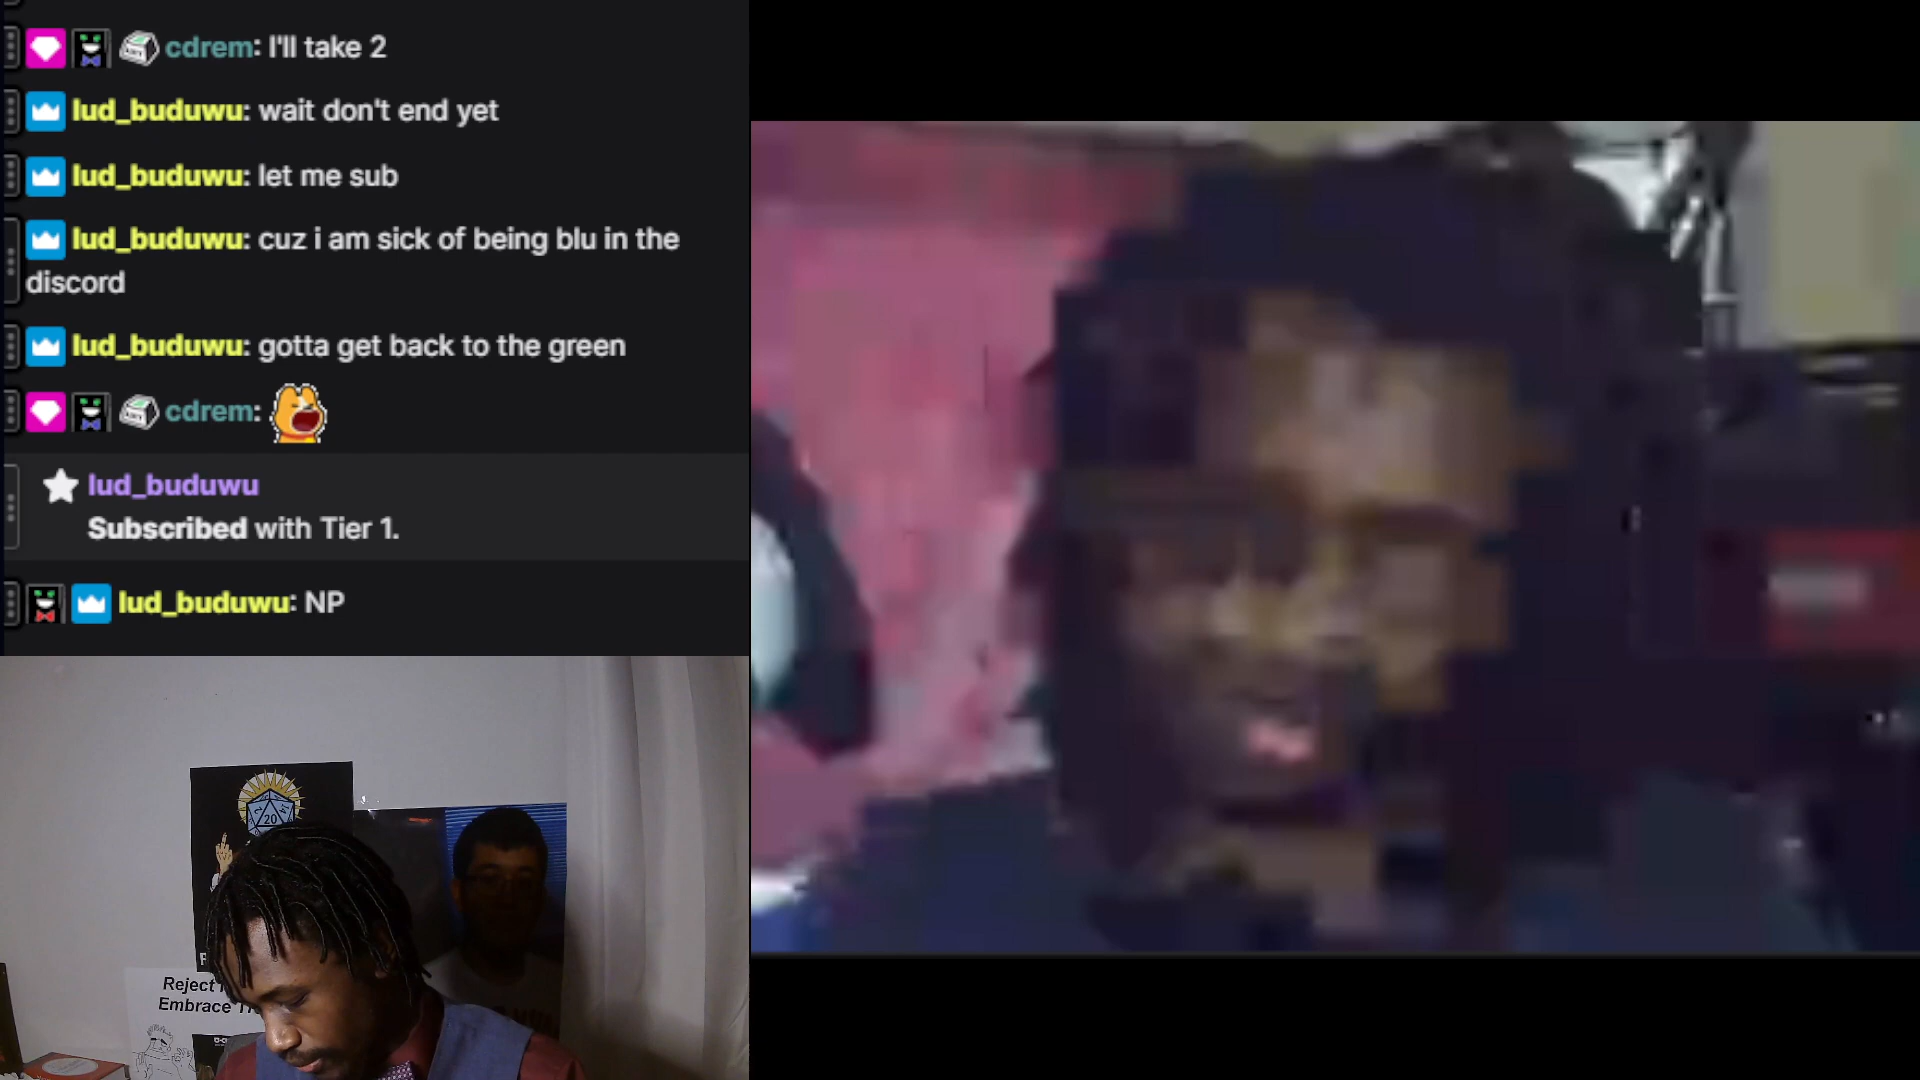 cdrem: I'll take 2
lud_buduwu: wait don't end yet
lud_buduwu: let me sub
lud_buduwu: cuz i am sick of being blu in the
discord
lud_buduwu: gotta get back to the green
cdrem:
lud_buduwu
Subscribed with Tier 1.
lud_buduwu: NP
20
Reject
Embrace